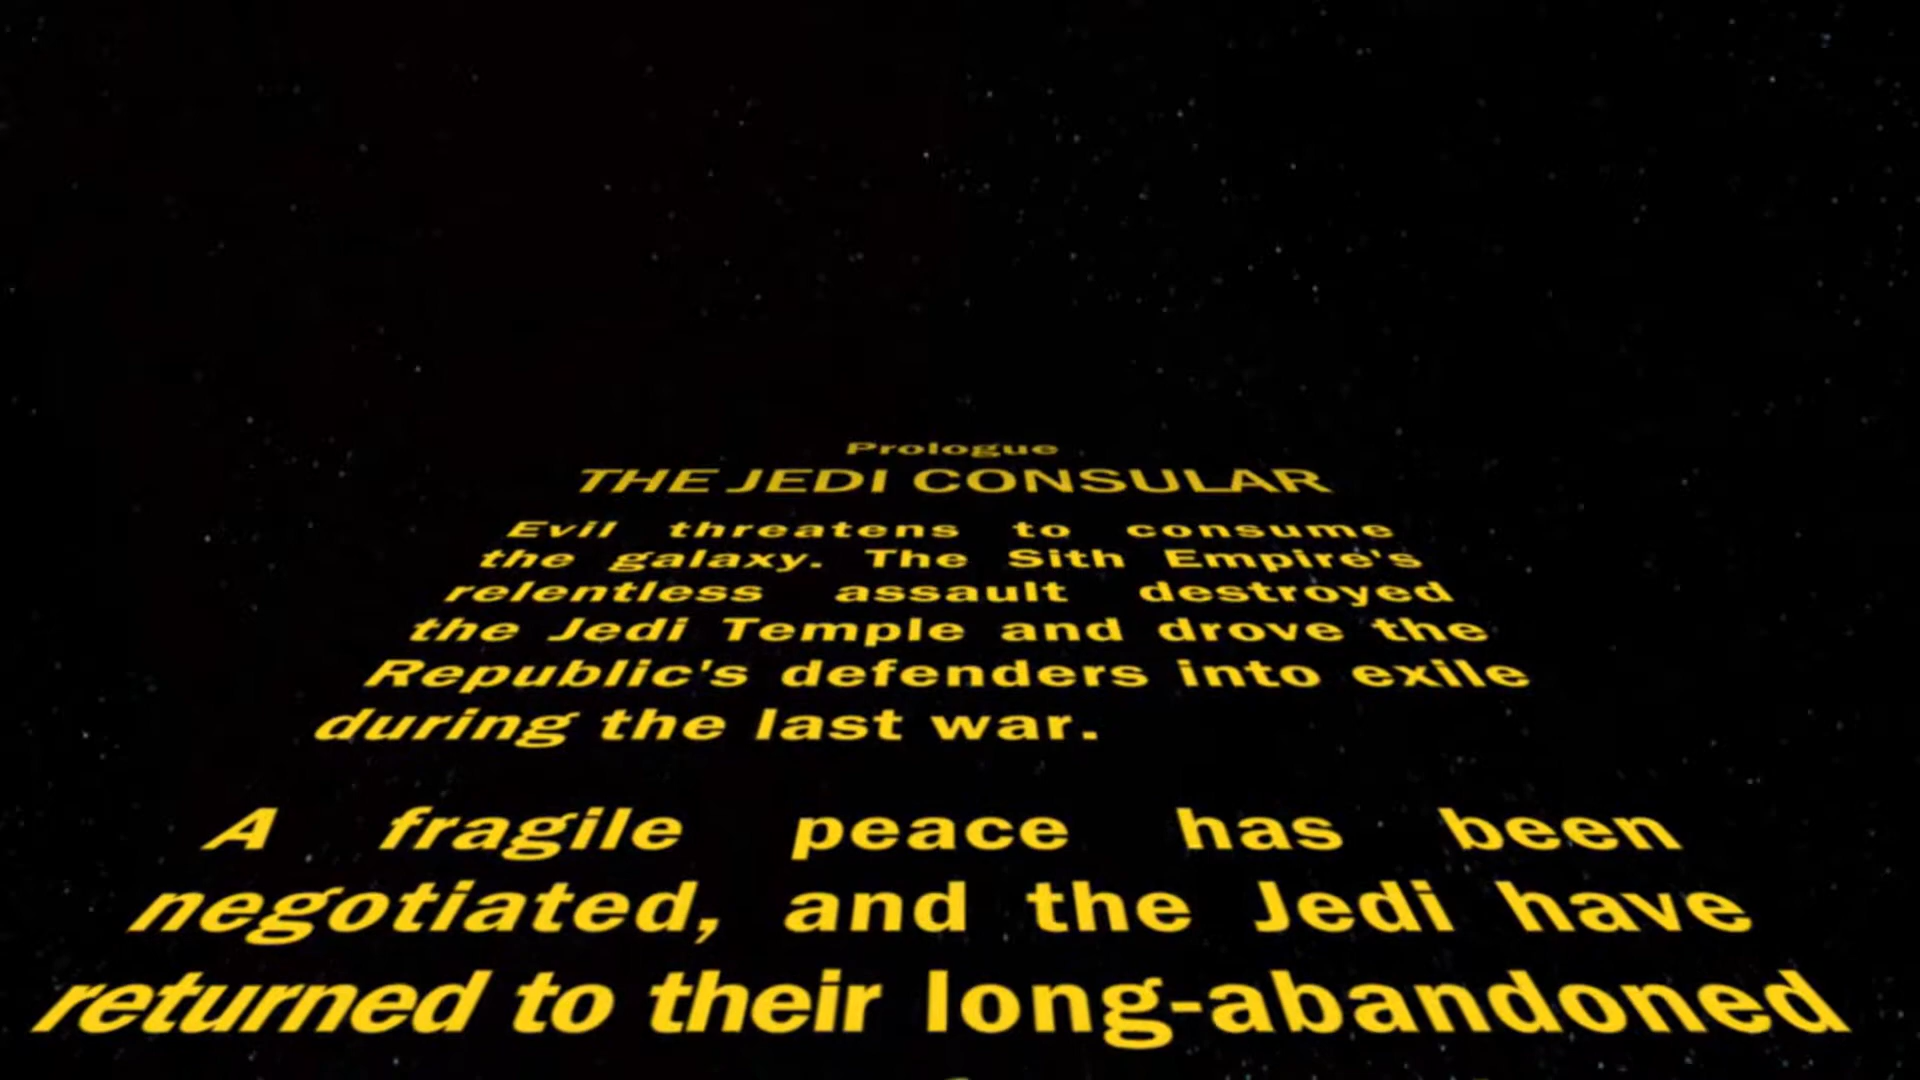 Prologue
THE JEDI CONSULAR
Evil threatens to consume
the galaxy. The Sith Empire's
relentless assault destroyed
the Jedi Temple and drove the
Republic's defenders into exile
during the last war.
A fragile peace has been
negotiated, and the Jedi have
returned to their long-abandoned